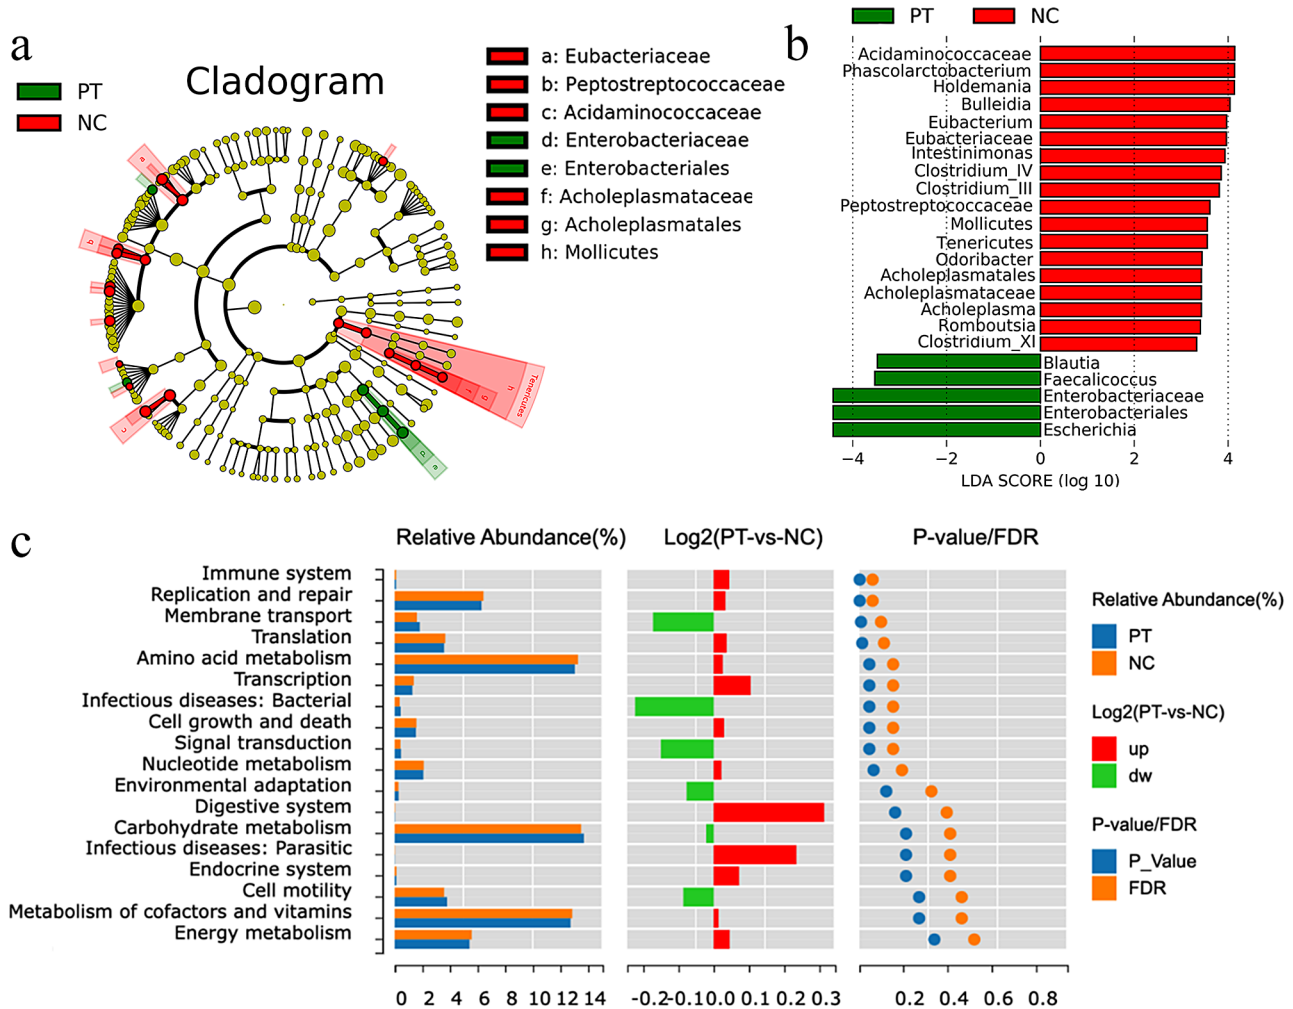 a
Cladogram
PT
NC
a: Eubacteriaceae
b: Peptostreptococcaceae
c: Acidaminococcaceae
d: Enterobacteriaceae
e: Enterobacteriales
f: Acholeplasmataceae
g: Acholeplasmatales
h: Mollicutes
a
b
c
d
e
f
g
h
Tenericutes
b
PT
NC
Acidaminococcaceae
Phascolarctobacterium
Holdemania
Bulleidia
Eubacterium
Eubacteriaceae
Intestinimonas
Clostridium_IV
Clostridium_III
Peptostreptococcaceae
Mollicutes
Tenericutes
Odoribacter
Acholeplasmatales
Acholeplasmataceae
Acholeplasma
Romboutsia
Clostridium_XI
Blautia
Faecalicoccus
Enterobacteriaceae
Enterobacteriales
Escherichia
−4 −2 0 2 4
LDA SCORE (log 10)
c
Relative Abundance(%) Log2(PT-vs-NC) P-value/FDR
Immune system
Replication and repair
Membrane transport
Translation
Amino acid metabolism
Transcription
Infectious diseases: Bacterial
Cell growth and death
Signal transduction
Nucleotide metabolism
Environmental adaptation
Digestive system
Carbohydrate metabolism
Infectious diseases: Parasitic
Endocrine system
Cell motility
Metabolism of cofactors and vitamins
Energy metabolism
0 2 4 6 8 10 12 14
-0.2 -0.1 0.0 0.1 0.2 0.3
0.2 0.4 0.6 0.8
Relative Abundance(%)
PT
NC
Log2(PT-vs-NC)
up
dw
P-value/FDR
P_Value
FDR